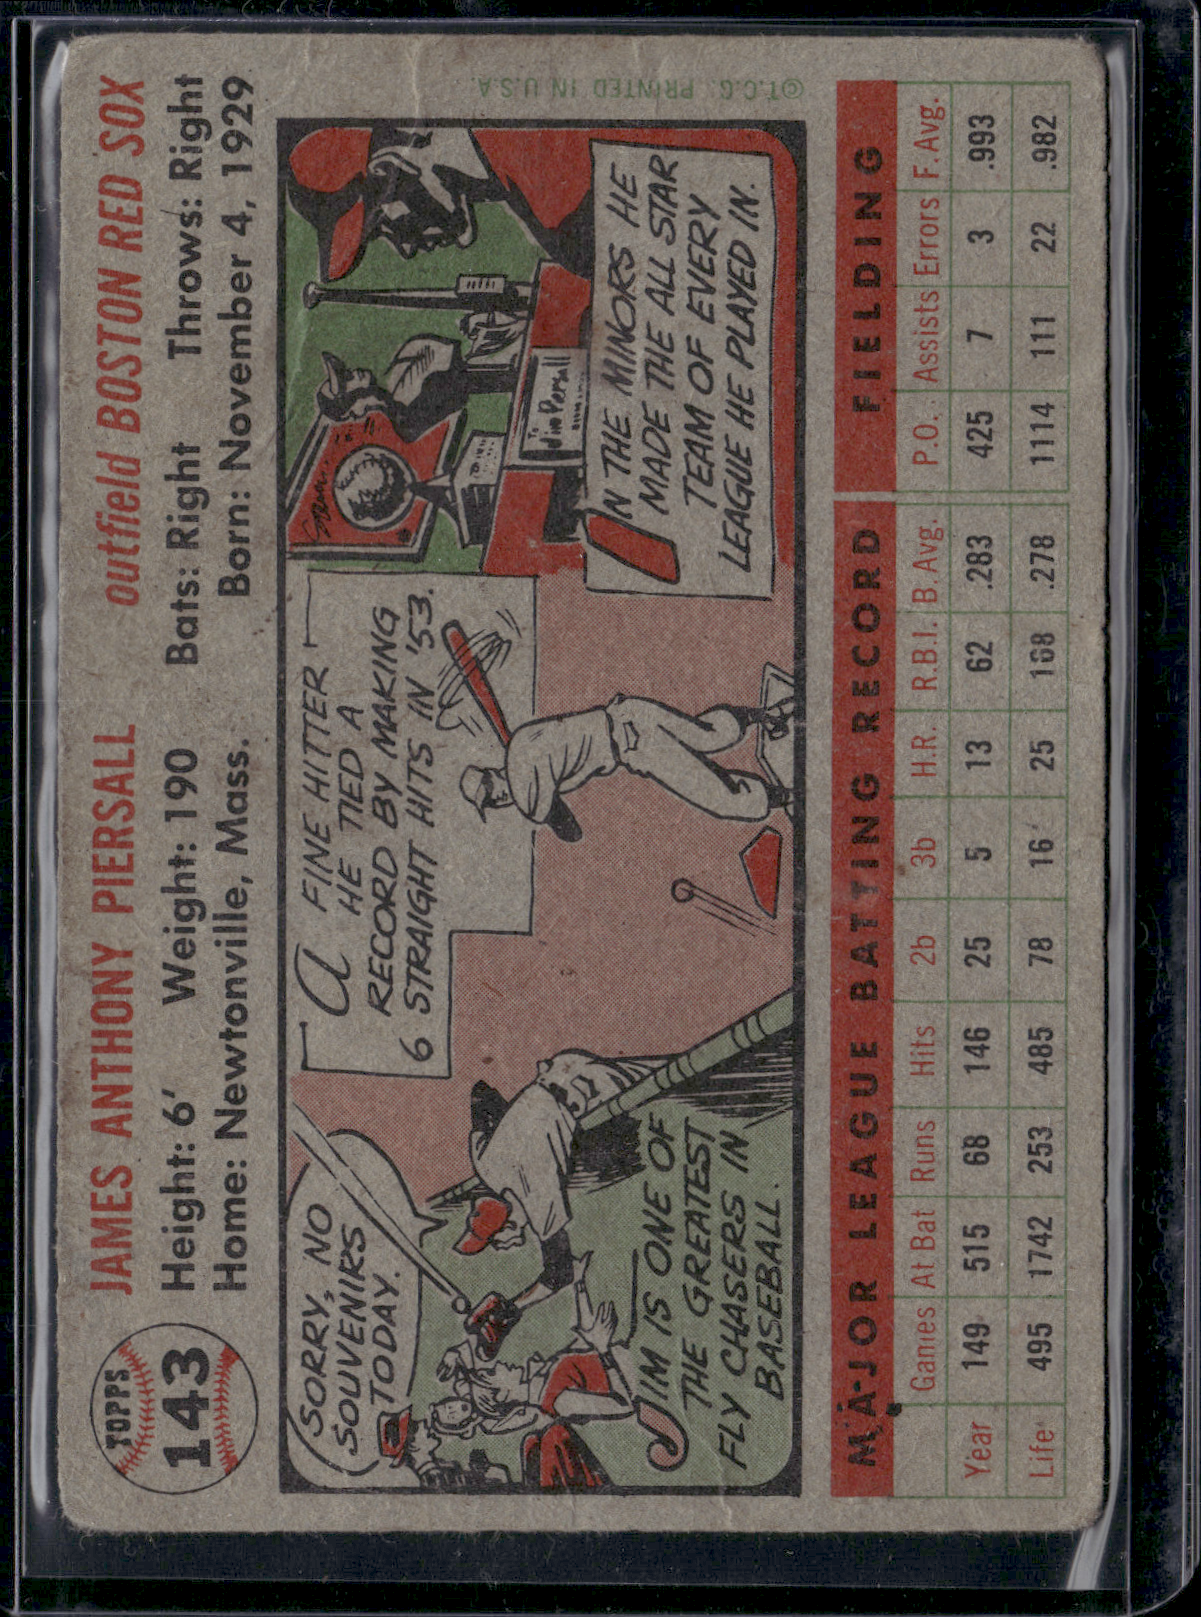 TOPPS
143
JAMES ANTHONY PIERSALL outfield BOSTON RED SOX
Height: 6' Weight: 190 Bats: Right Throws: Right
Home: Newtonville, Mass. Born: November 4, 1929
SORRY, NO
SOUVENIRS
TODAY.
JIM IS ONE OF
THE GREATEST
FLY CHASERS IN
BASEBALL.
A FINE HITTER
HE TIED A
RECORD BY MAKING
6 STRAIGHT HITS IN '53.
To
Jim Piersall
IN THE MINORS HE
MADE THE ALL STAR
TEAM OF EVERY
LEAGUE HE PLAYED IN.
©T.C.G. PRINTED IN U.S.A.
MAJOR LEAGUE BATTING RECORD FIELDING
Games At Bat Runs Hits 2b 3b H.R. R.B.I. B.Avg. P.O. Assists Errors F.Avg.
Year 149 515 68 146 25 5 13 62 .283 425 7 3 .993
Life 495 1742 253 485 78 16 25 168 .278 1114 111 22 .982